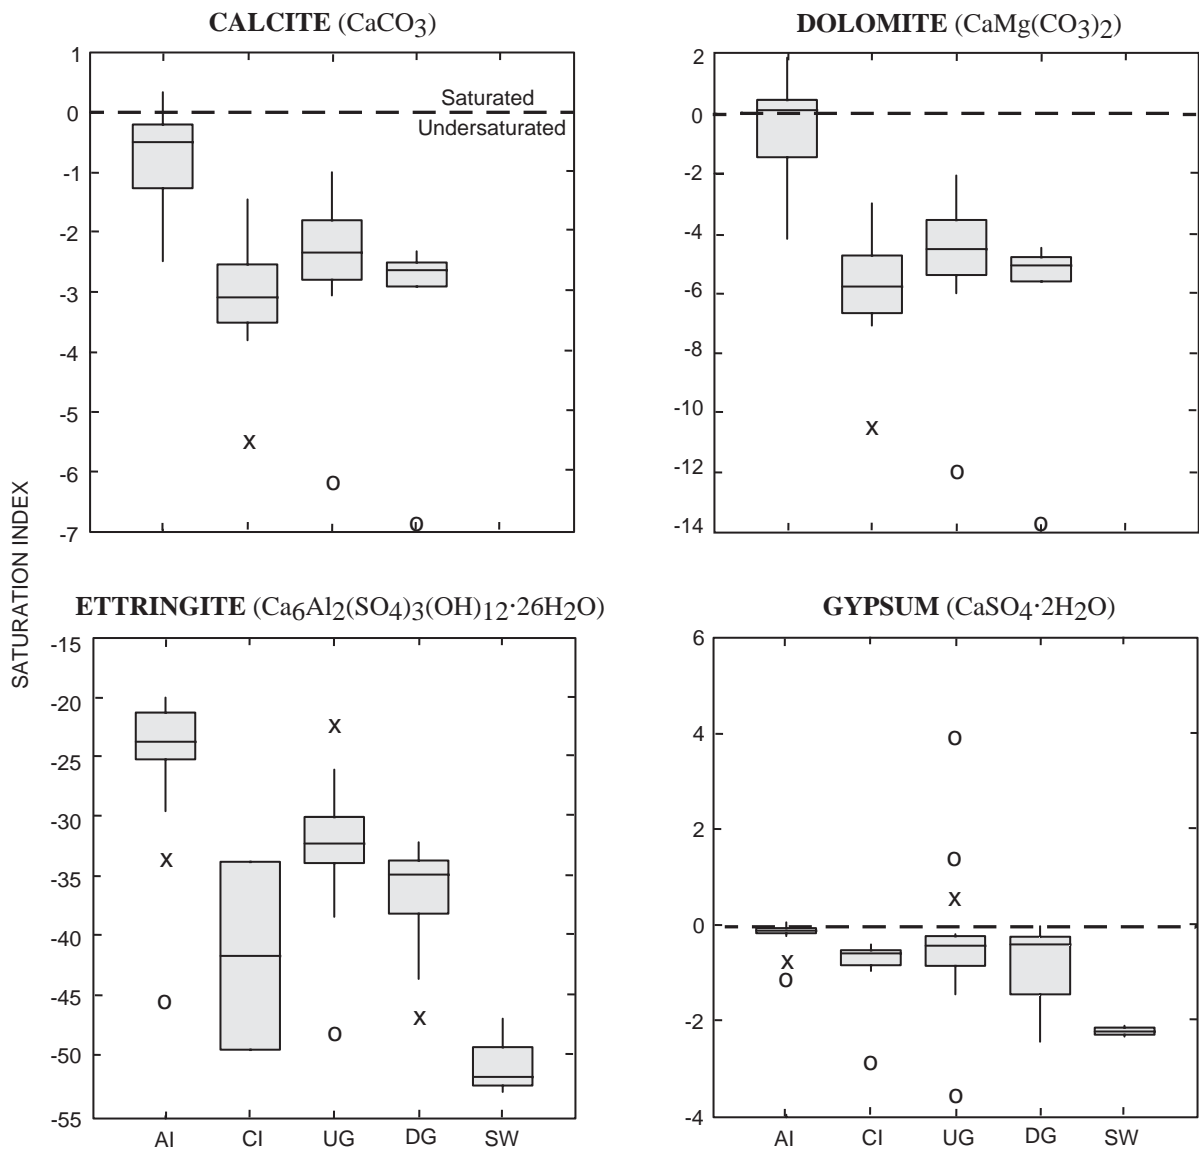 CALCITE (CaCO3)
1
0
-1
-2
-3
-4
-5
-6
-7
Saturated
Undersaturated
x
o
o
DOLOMITE (CaMg(CO3)2)
2
0
-2
-4
-6
-8
-10
-12
-14
x
o
o
SATURATION INDEX
ETTRINGITE (Ca6Al2(SO4)3(OH)12·26H2O)
-15
-20
-25
-30
-35
-40
-45
-50
-55
x
o
x
o
x
AI CI UG DG SW
GYPSUM (CaSO4·2H2O)
6
4
2
0
-2
-4
x
o
o
o
o
x
o
AI CI UG DG SW